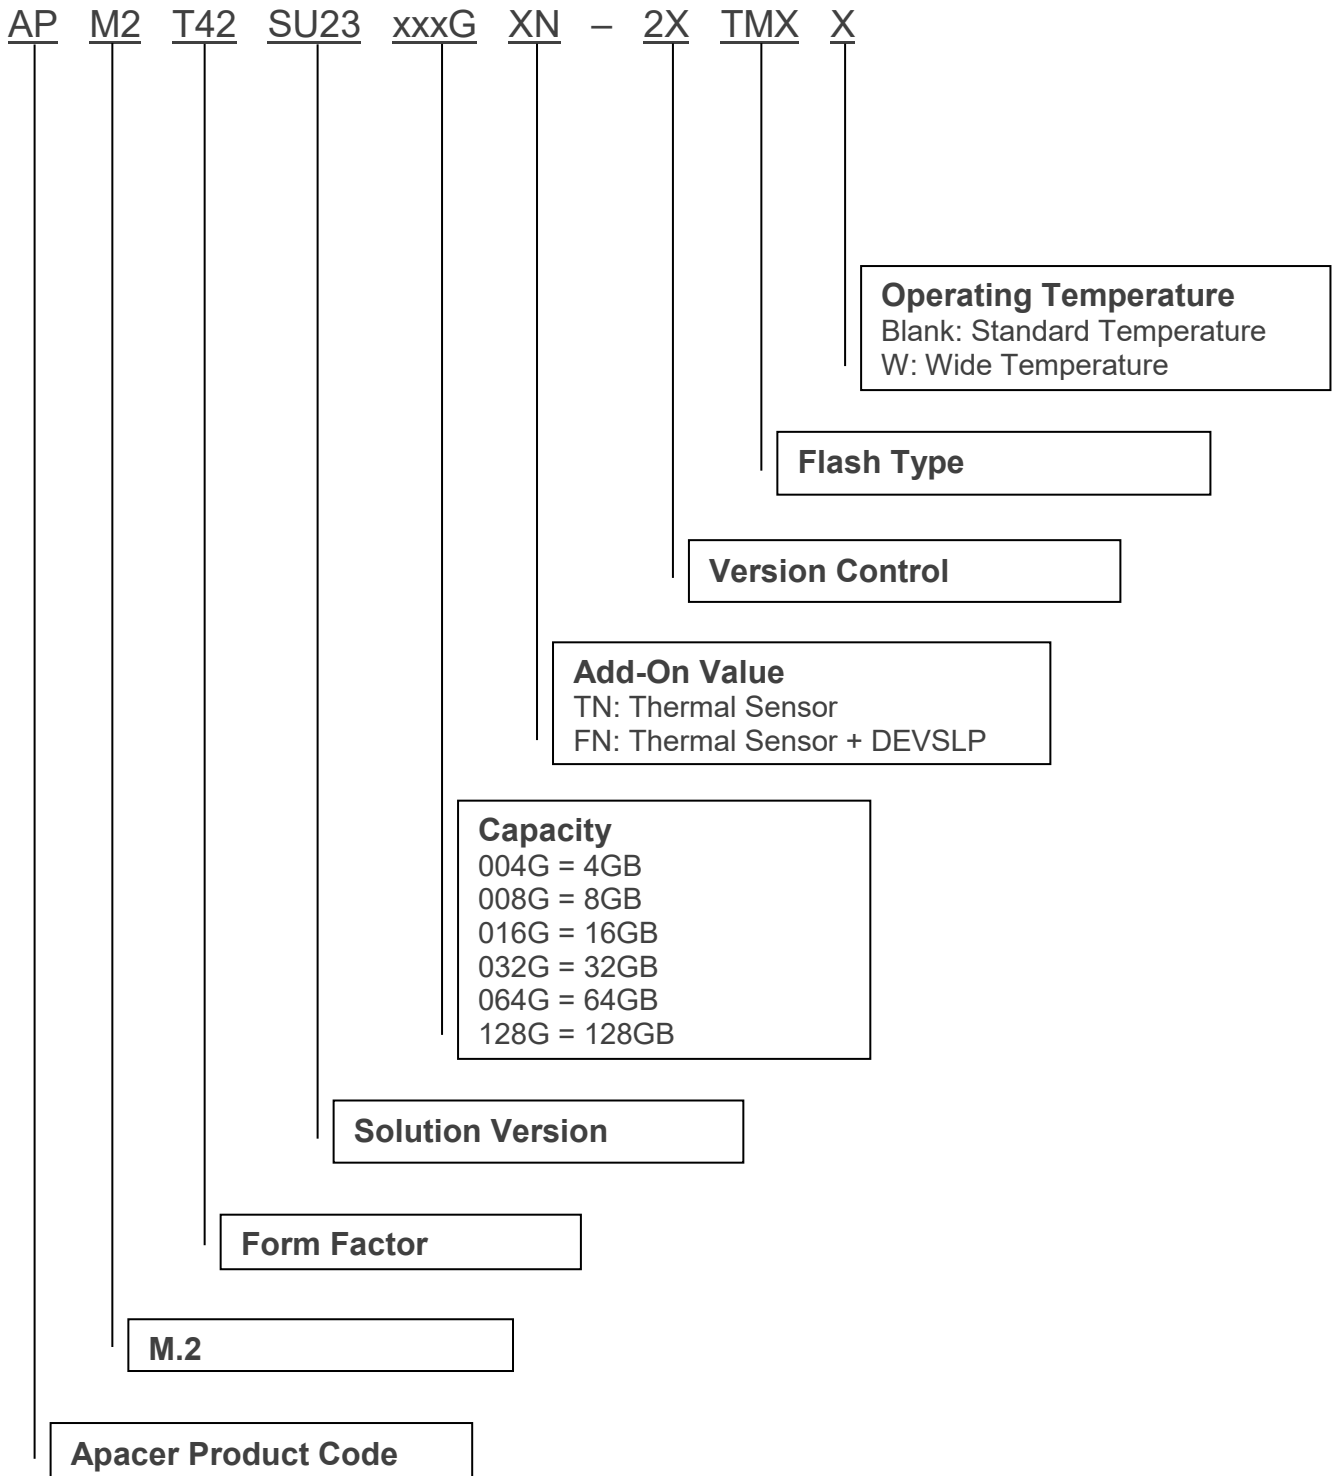 AP M2 T42 SU23 xxxG XN – 2X TMX X
Operating Temperature
Blank: Standard Temperature
W: Wide Temperature
Flash Type
Version Control
Add-On Value
TN: Thermal Sensor
FN: Thermal Sensor + DEVSLP
Capacity
004G = 4GB
008G = 8GB
016G = 16GB
032G = 32GB
064G = 64GB
128G = 128GB
Solution Version
Form Factor
M.2
Apacer Product Code